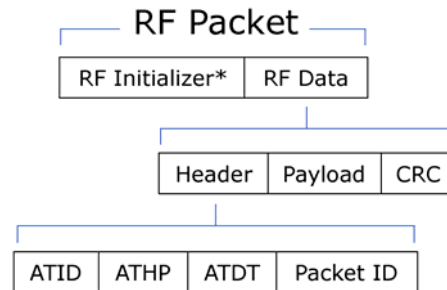 RF Packet
RF Initializer* RF Data
Header Payload CRC
ATID ATHP ATDT Packet ID